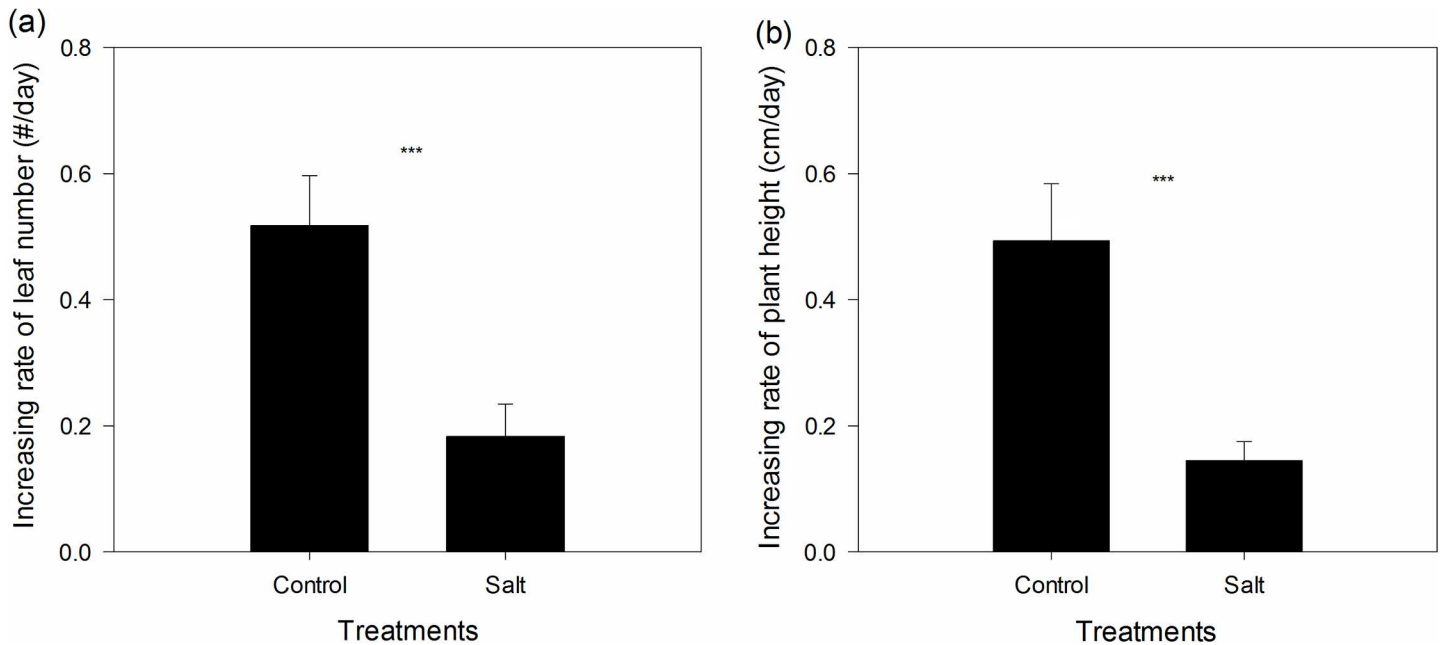 (a)
Increasing rate of leaf number (#/day)
0.8
0.6
0.4
0.2
0.0
***
Control Salt
Treatments
(b)
Increasing rate of plant height (cm/day)
0.8
0.6
0.4
0.2
0.0
***
Control Salt
Treatments